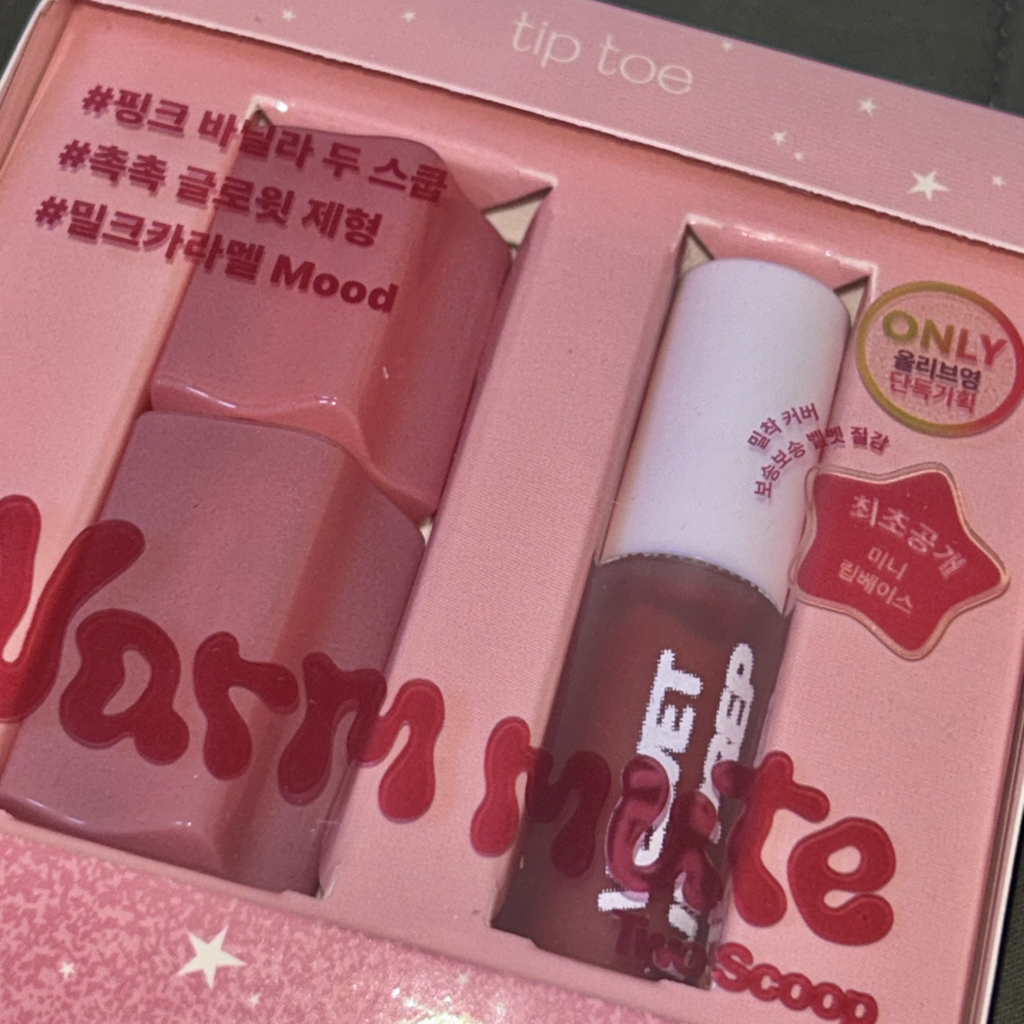 tip toe
#핑크 바닐라 두 스쿱
#촉촉 글로윗 제형
#밀크카라멜 Mood
ONLY
올리브영
단독기획
밀착 커버
보송보송 벨벳 질감
최초공개
미니
립베이스
Warm mate
Two Scoop